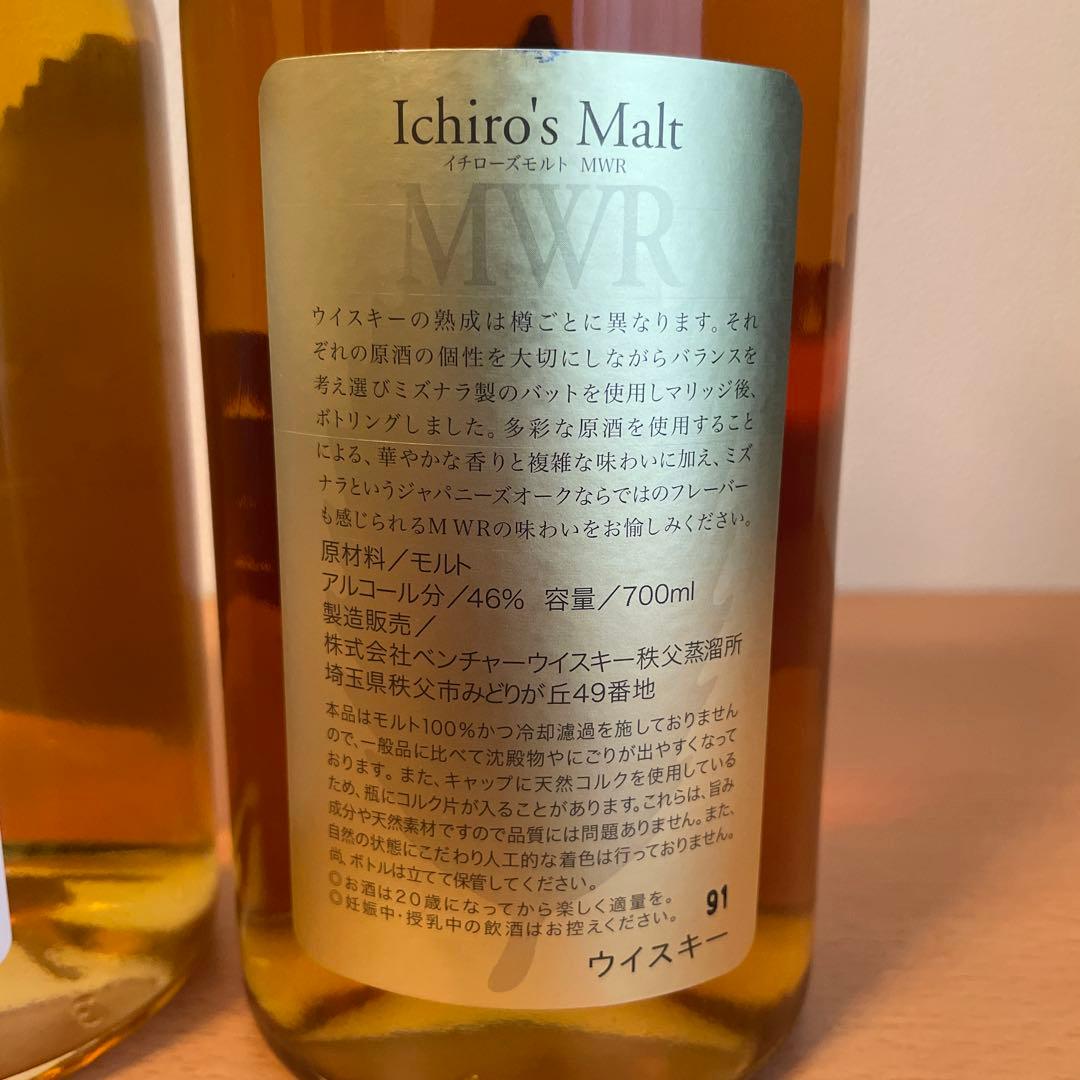 Ichiro's Malt
イチローズモルト MWR
MWR
ウイスキーの熟成は樽ごとに異なります。それ
ぞれの原酒の個性を大切にしながらバランスを
考え選びミズナラ製のバットを使用しマリッジ後、
ボトリングしました。多彩な原酒を使用すること
による、華やかな香りと複雑な味わいに加え、ミズ
ナラというジャパニーズオークならではのフレーバー
も感じられるMWRの味わいをお愉しみください。
原材料/モルト
アルコール分/46% 容量/700ml
製造販売/
株式会社ベンチャーウイスキー秩父蒸溜所
埼玉県秩父市みどりが丘49番地
本品はモルト100%かつ冷却濾過を施しておりません
ので、一般品に比べて沈殿物やにごりが出やすくなって
おります。また、キャップに天然コルクを使用している
ため、瓶にコルク片が入ることがあります。これらは、旨み
成分や天然素材ですので品質には問題ありません。また、
自然の状態にこだわり人工的な着色は行っておりません。
尚、ボトルは立てて保管してください。
◎お酒は20歳になってから楽しく適量を。
◎妊娠中・授乳中の飲酒はお控えください。 91
ウイスキー